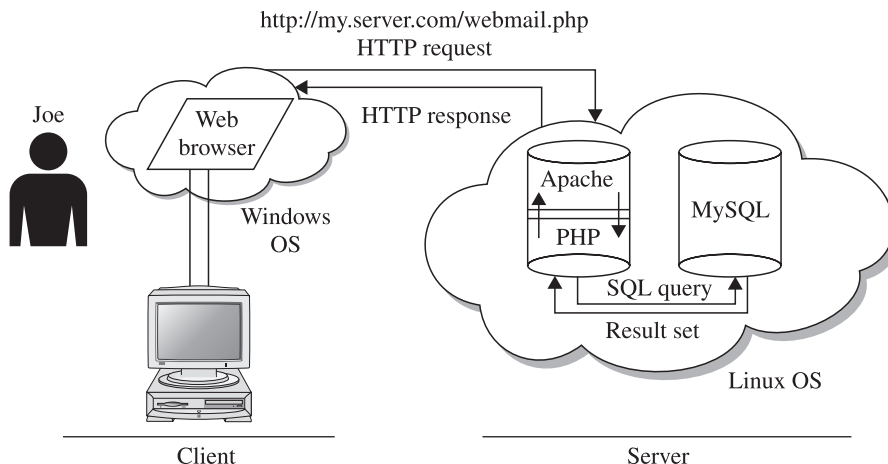 http://my.server.com/webmail.php
HTTP request
HTTP response
Joe
Web
browser
Windows
OS
Apache
PHP
MySQL
SQL query
Result set
Linux OS
Client
Server